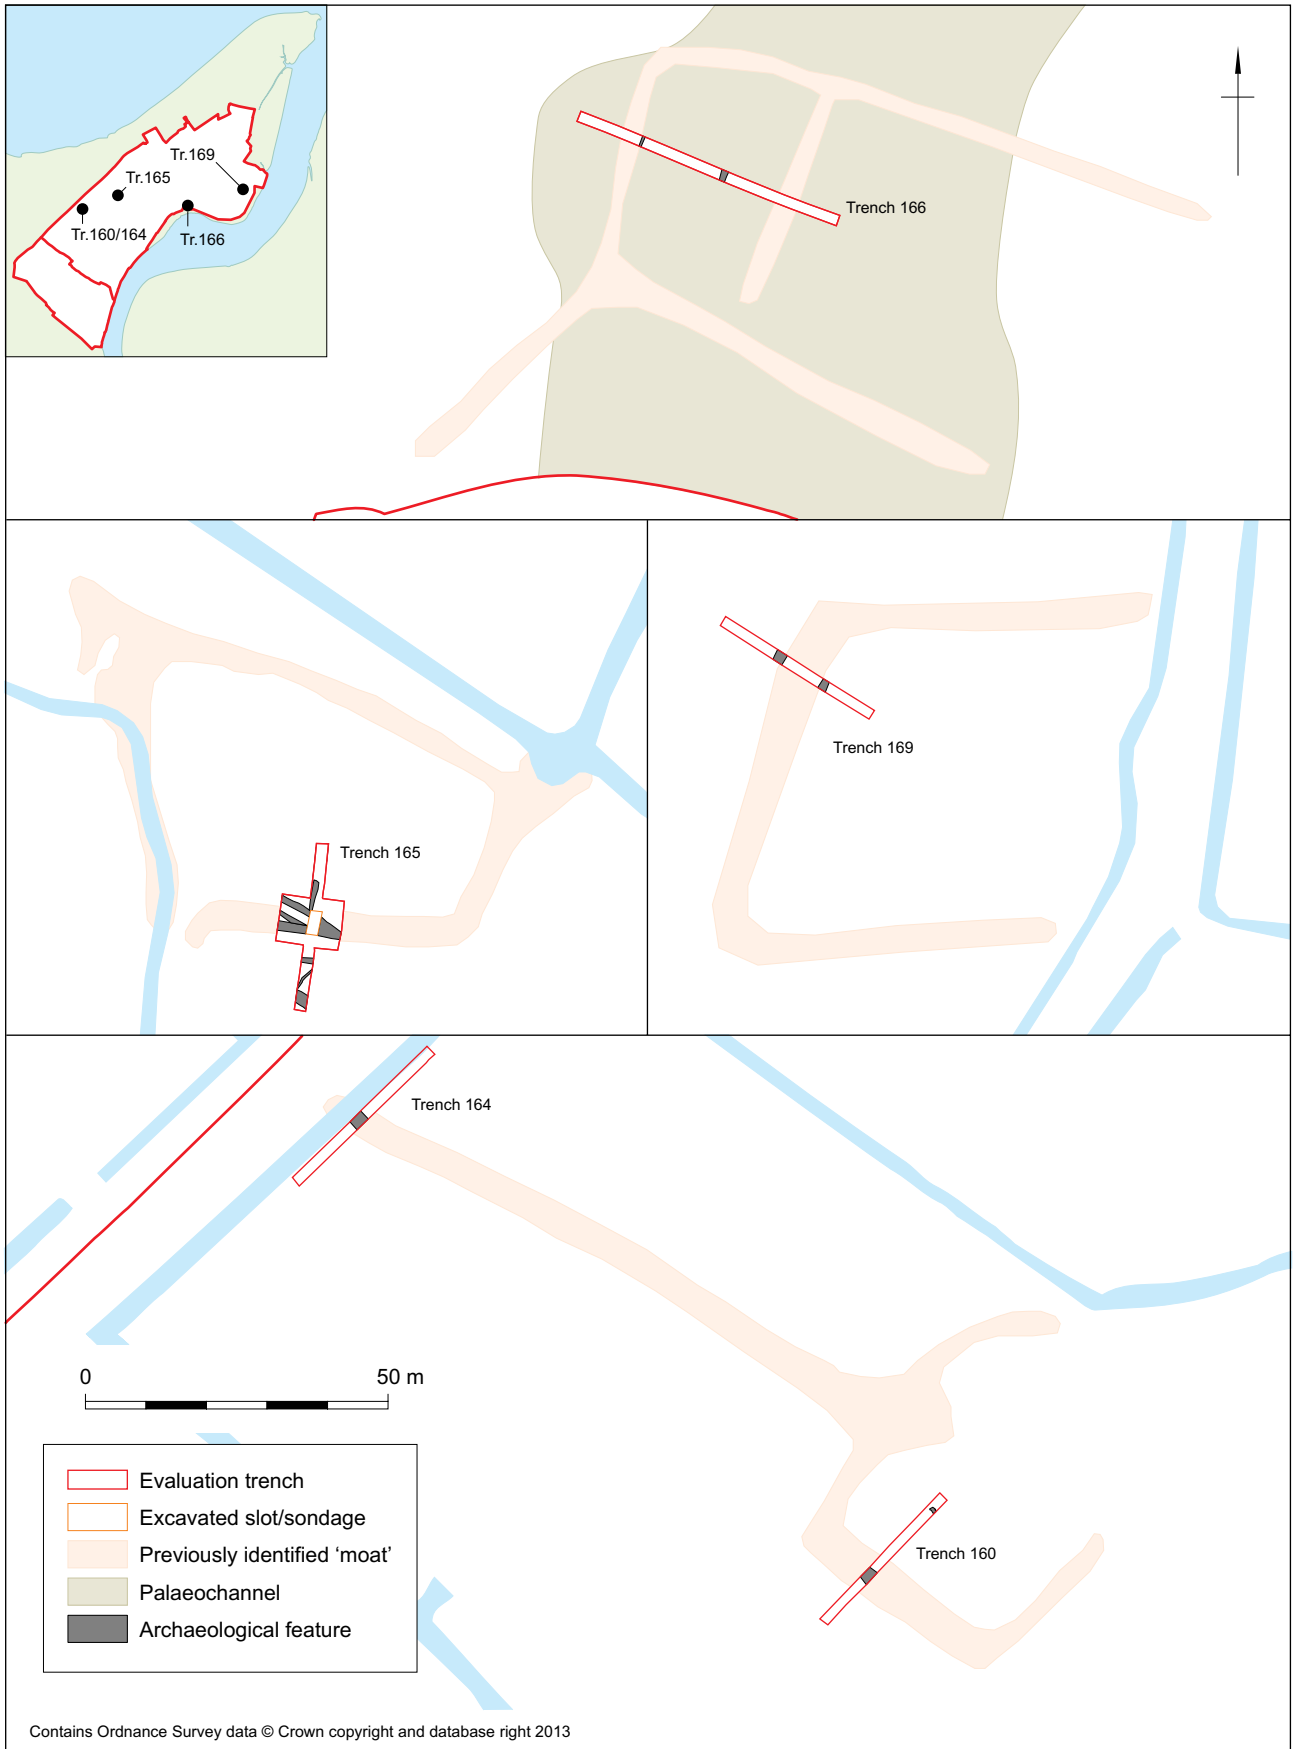 Tr.169
Tr.165
Tr.160/164
Tr.166
Trench 166
Trench 165
Trench 169
Trench 164
0 50 m
Evaluation trench
Excavated slot/sondage
Previously identified ‘moat’
Palaeochannel
Archaeological feature
Trench 160
Contains Ordnance Survey data © Crown copyright and database right 2013